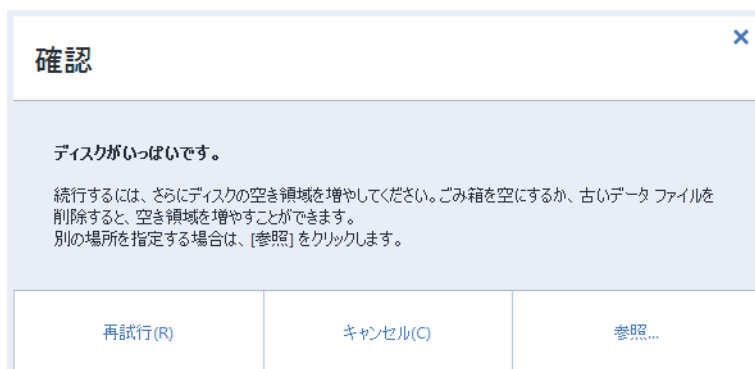 確認
×
ディスクがいっぱいです。
続行するには、さらにディスクの空き領域を増やしてください。ごみ箱を空にするか、古いデータ ファイルを
削除すると、空き領域を増やすことができます。
別の場所を指定する場合は、[参照] をクリックします。
再試行(R)
キャンセル(C)
参照...